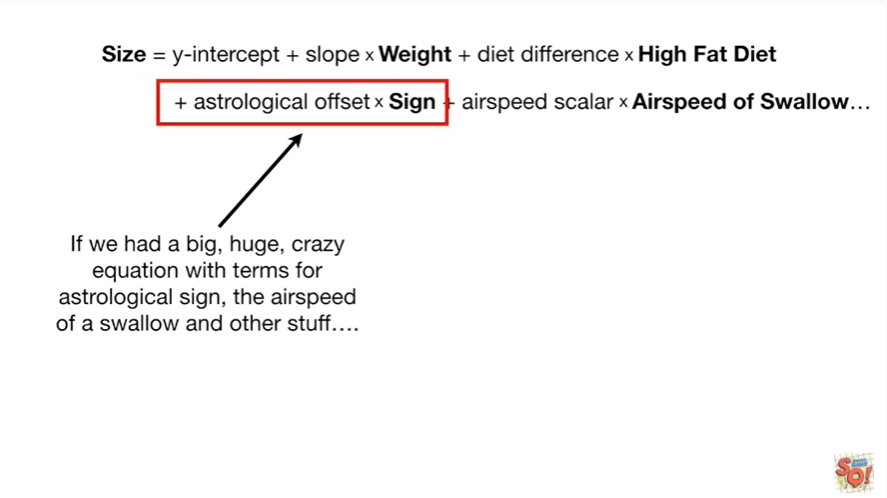 Size = y-intercept + slope x Weight + diet difference x High Fat Diet
+ astrological offset x Sign + airspeed scalar x Airspeed of Swallow…
If we had a big, huge, crazy
equation with terms for
astrological sign, the airspeed
of a swallow and other stuff….
SQ!